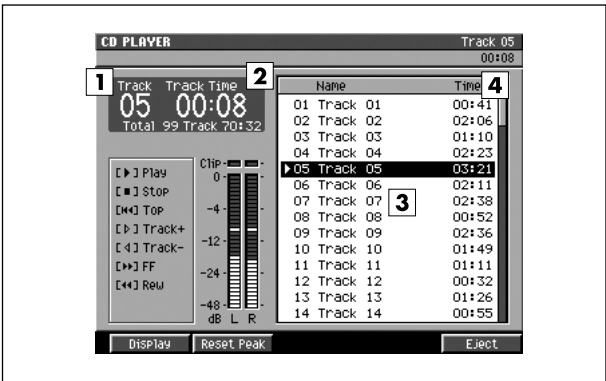 CD PLAYER Track 05
00:08
1 Track Track Time 2
05 00:08
Total 99 Track 70:32
Name Time 4
01 Track 01 00:41
02 Track 02 02:06
03 Track 03 01:10
04 Track 04 02:23
▶05 Track 05 03:21
06 Track 06 02:11
07 Track 07 02:38
3
08 Track 08 00:52
09 Track 09 02:36
10 Track 10 01:49
11 Track 11 01:11
12 Track 12 00:32
13 Track 13 01:26
14 Track 14 00:55
[▶] Play
[■] Stop
[⏮] Top
[▷] Track+
[◁] Track-
[▶▶] FF
[◀◀] Rew
Clip
0
-4
-12
-24
-48
dB L R
Display Reset Peak Eject